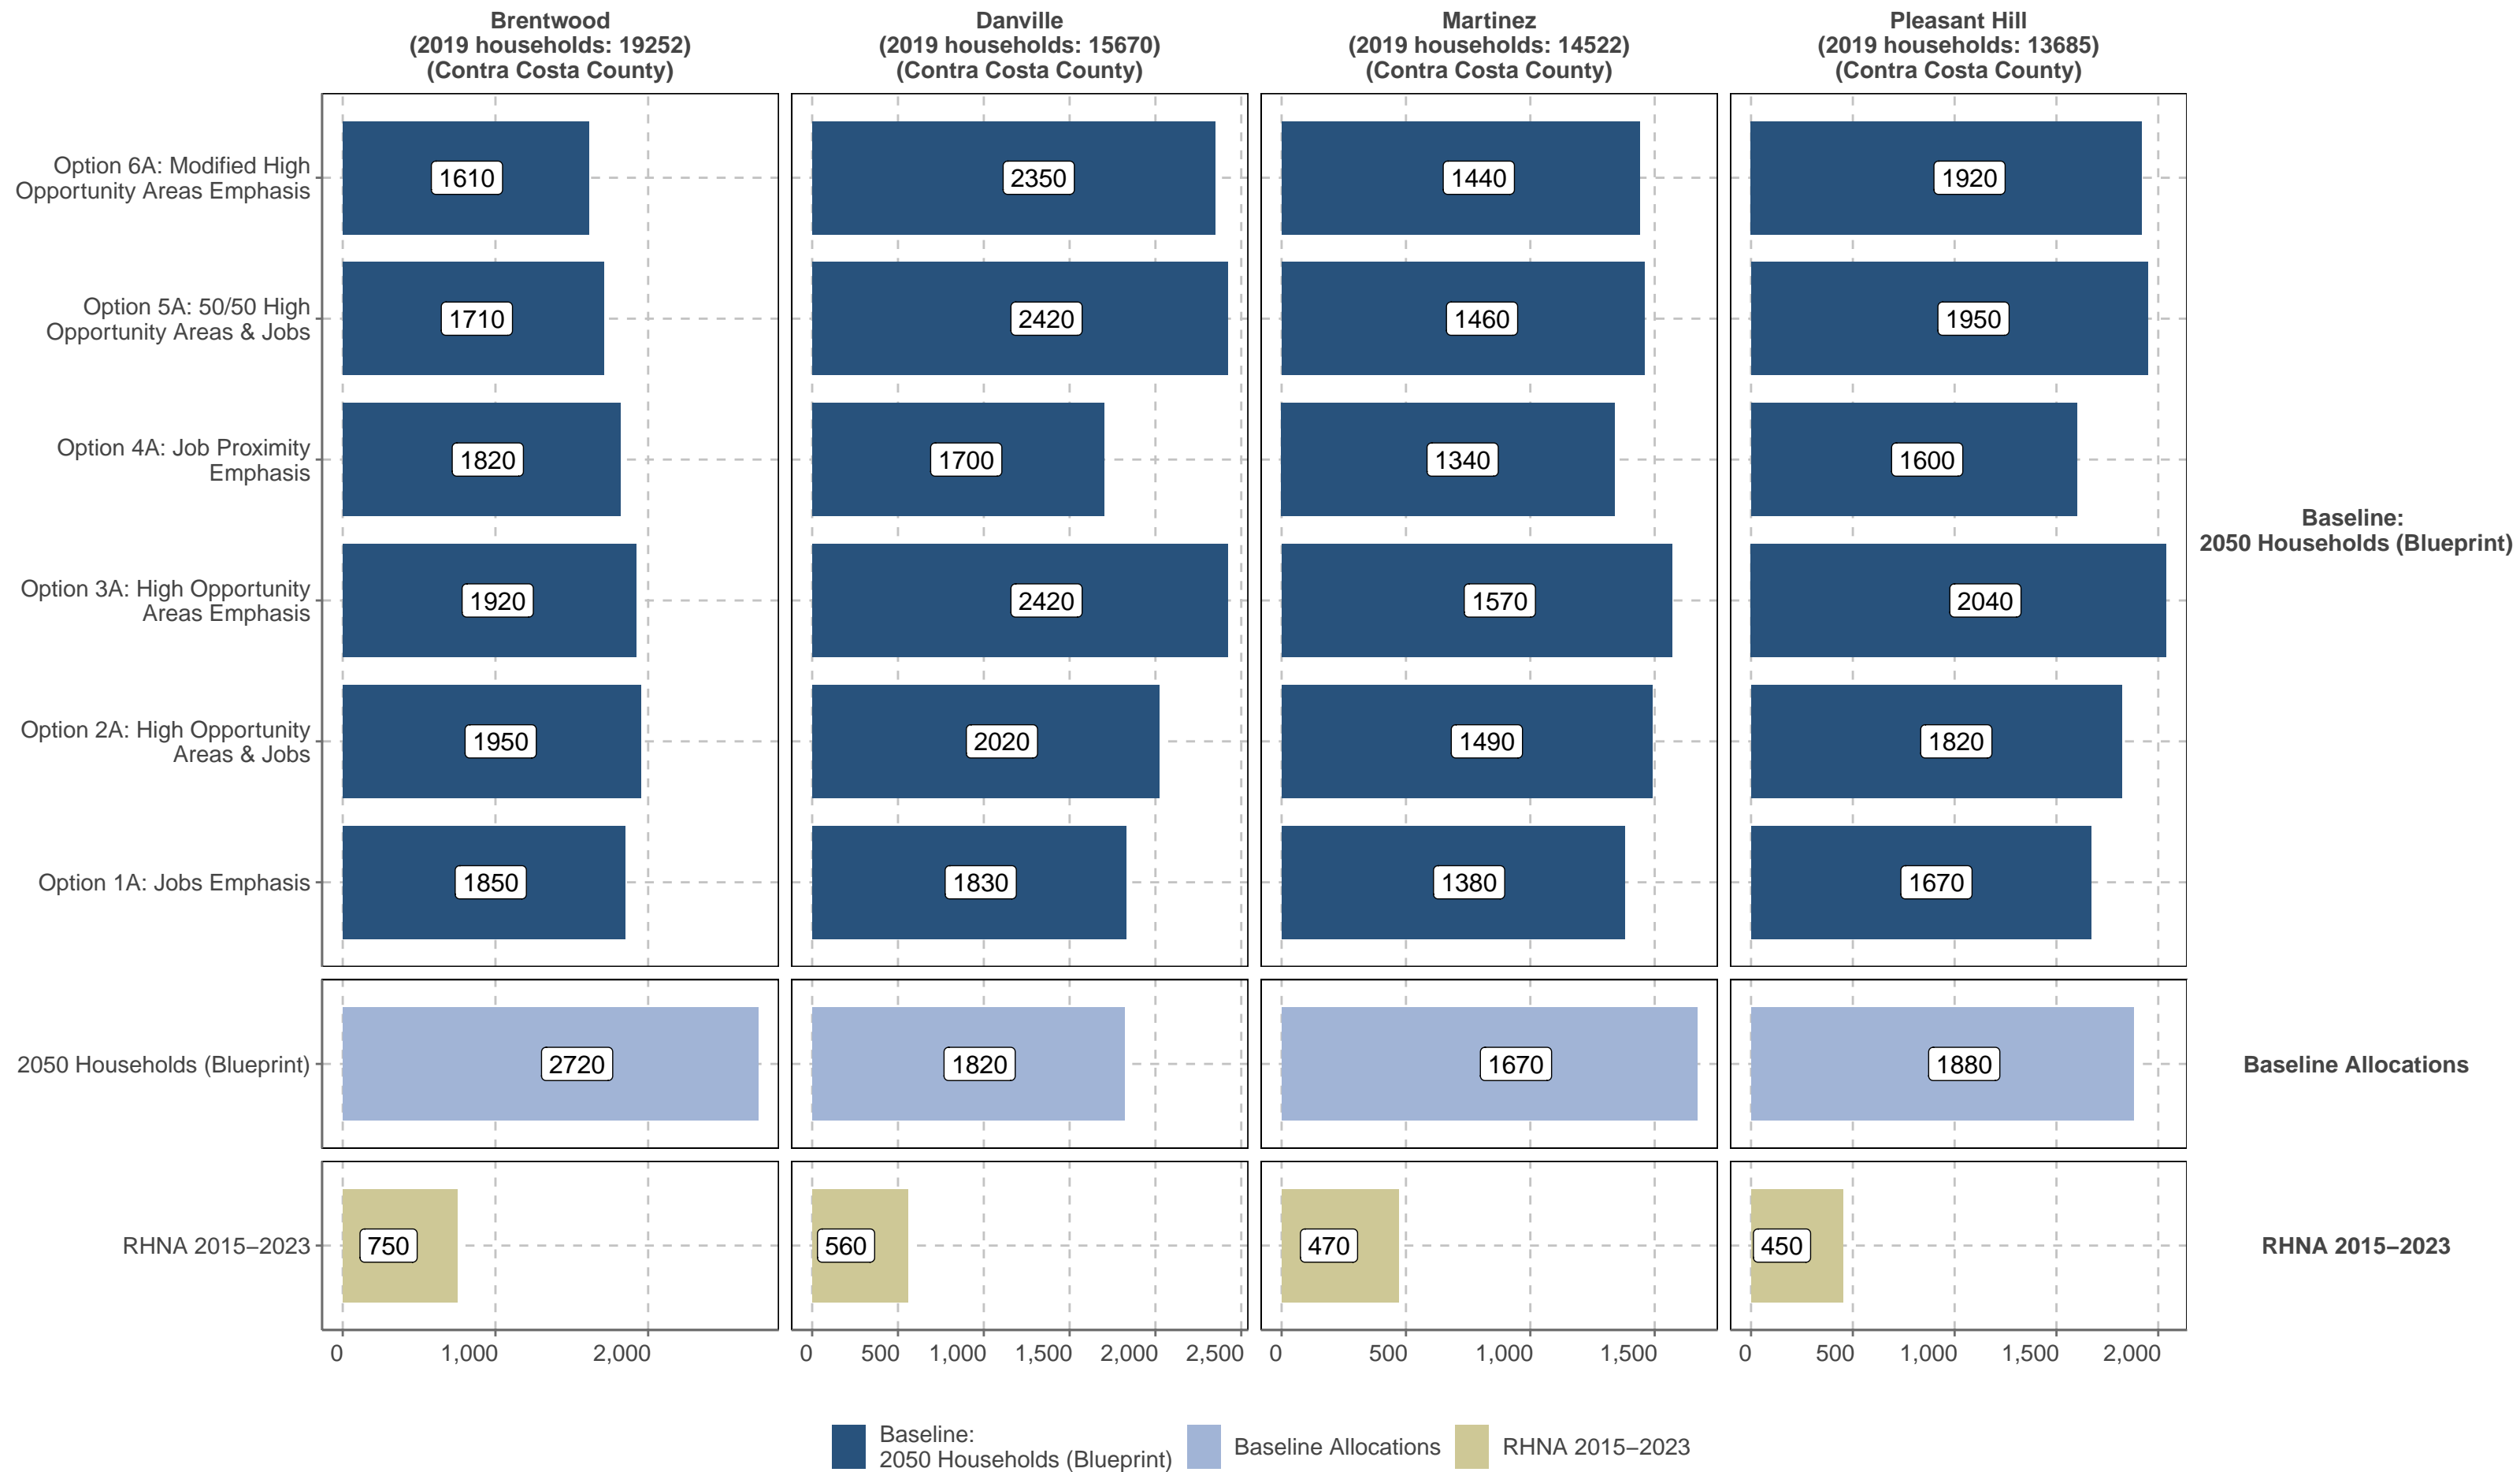 Brentwood
(2019 households: 19252)
(Contra Costa County)
Danville
(2019 households: 15670)
(Contra Costa County)
Martinez
(2019 households: 14522)
(Contra Costa County)
Pleasant Hill
(2019 households: 13685)
(Contra Costa County)
Option 6A: Modified High
Opportunity Areas Emphasis
1610
2350
1440
1920
Option 5A: 50/50 High
Opportunity Areas & Jobs
1710
2420
1460
1950
Option 4A: Job Proximity
Emphasis
1820
1700
1340
1600
Baseline:
2050 Households (Blueprint)
Option 3A: High Opportunity
Areas Emphasis
1920
2420
1570
2040
Option 2A: High Opportunity
Areas & Jobs
1950
2020
1490
1820
Option 1A: Jobs Emphasis
1850
1830
1380
1670
2050 Households (Blueprint)
2720
1820
1670
1880
Baseline Allocations
RHNA 2015–2023
750
560
470
450
RHNA 2015–2023
0 1,000 2,000
0 500 1,000 1,500 2,000 2,500
0 500 1,000 1,500
0 500 1,000 1,500 2,000
Baseline:
2050 Households (Blueprint)
Baseline Allocations
RHNA 2015–2023